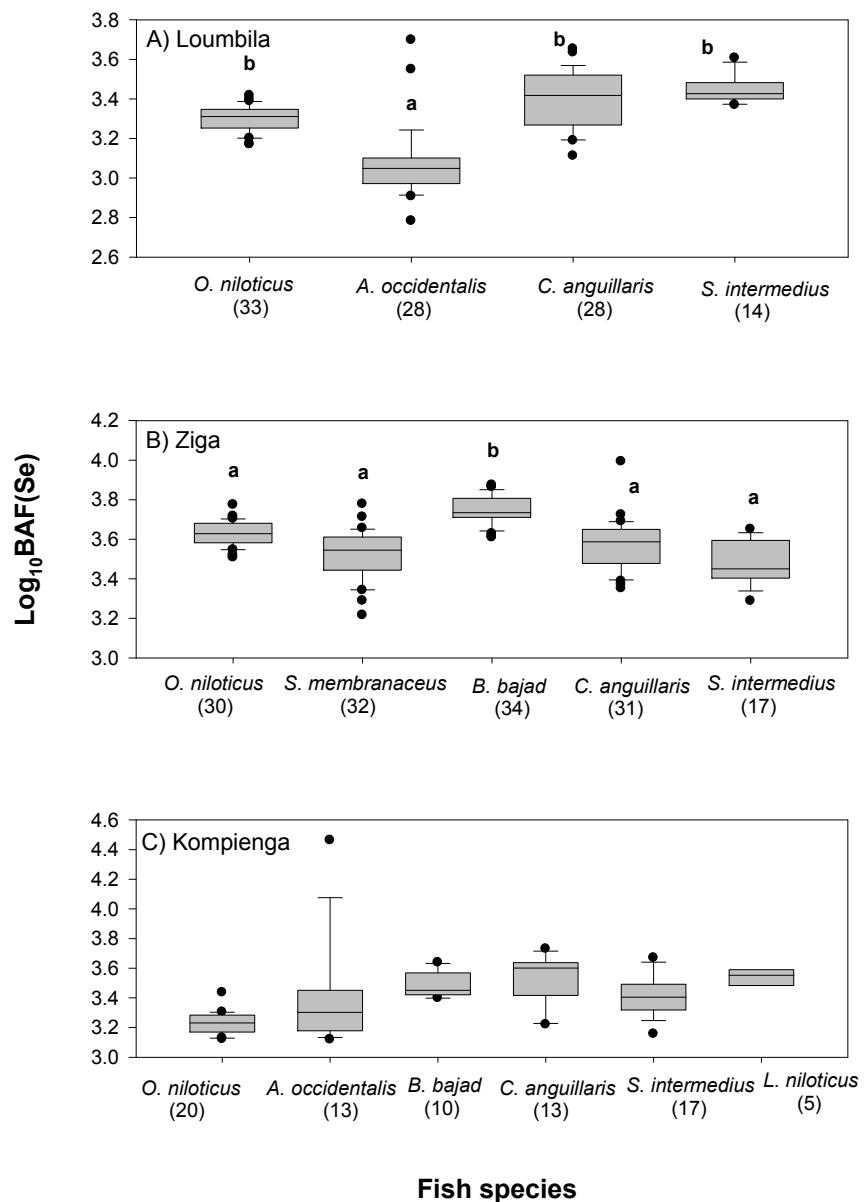 A) Loumbila
b
a
b
b
3.8
3.6
3.4
3.2
3.0
2.8
2.6
O. niloticus
(33)
A. occidentalis
(28)
C. anguillaris
(28)
S. intermedius
(14)
Log10BAF(Se)
B) Ziga
a
a
b
a
a
4.2
4.0
3.8
3.6
3.4
3.2
3.0
O. niloticus
(30)
S. membranaceus
(32)
B. bajad
(34)
C. anguillaris
(31)
S. intermedius
(17)
C) Kompienga
4.6
4.4
4.2
4.0
3.8
3.6
3.4
3.2
3.0
O. niloticus
(20)
A. occidentalis
(13)
B. bajad
(10)
C. anguillaris
(13)
S. intermedius
(17)
L. niloticus
(5)
Fish species